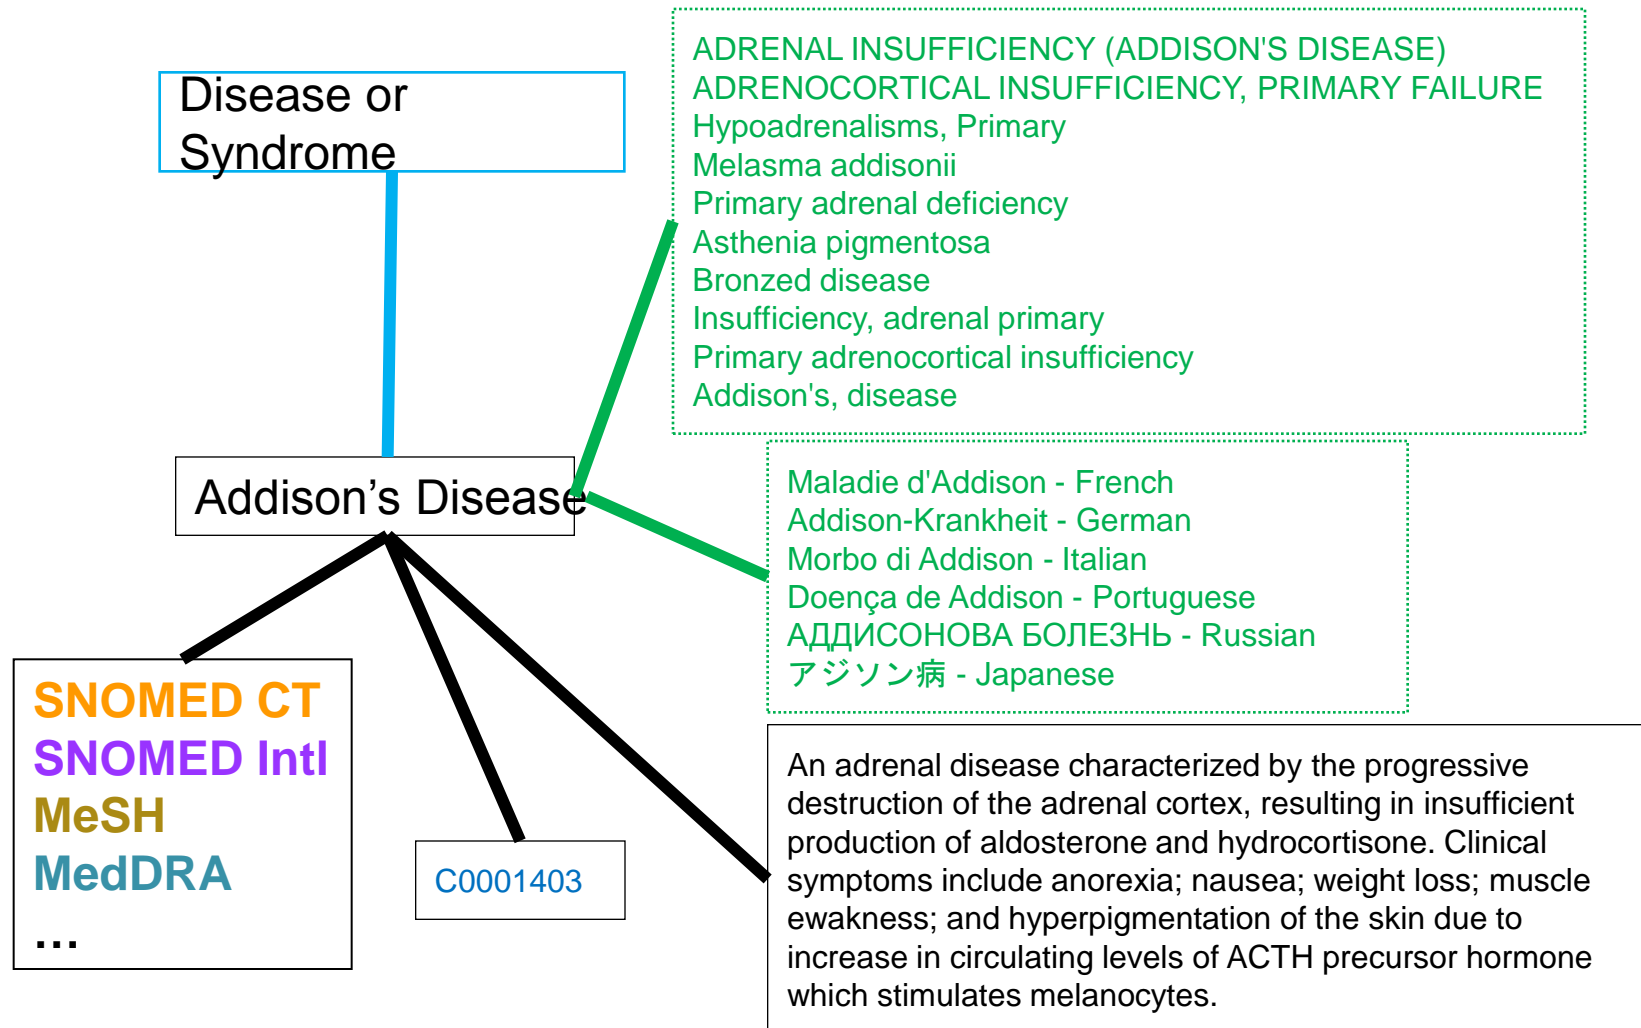 Disease or
Syndrome
ADRENAL INSUFFICIENCY (ADDISON'S DISEASE)
ADRENOCORTICAL INSUFFICIENCY, PRIMARY FAILURE
Hypoadrenalisms, Primary
Melasma addisonii
Primary adrenal deficiency
Asthenia pigmentosa
Bronzed disease
Insufficiency, adrenal primary
Primary adrenocortical insufficiency
Addison's, disease
Addison’s Disease
Maladie d'Addison - French
Addison-Krankheit - German
Morbo di Addison - Italian
Doença de Addison - Portuguese
АДДИСОНОВА БОЛЕЗНЬ - Russian
アジソン病 - Japanese
SNOMED CT
SNOMED Intl
MeSH
MedDRA
…
C0001403
An adrenal disease characterized by the progressive
destruction of the adrenal cortex, resulting in insufficient
production of aldosterone and hydrocortisone. Clinical
symptoms include anorexia; nausea; weight loss; muscle
ewakness; and hyperpigmentation of the skin due to
increase in circulating levels of ACTH precursor hormone
which stimulates melanocytes.